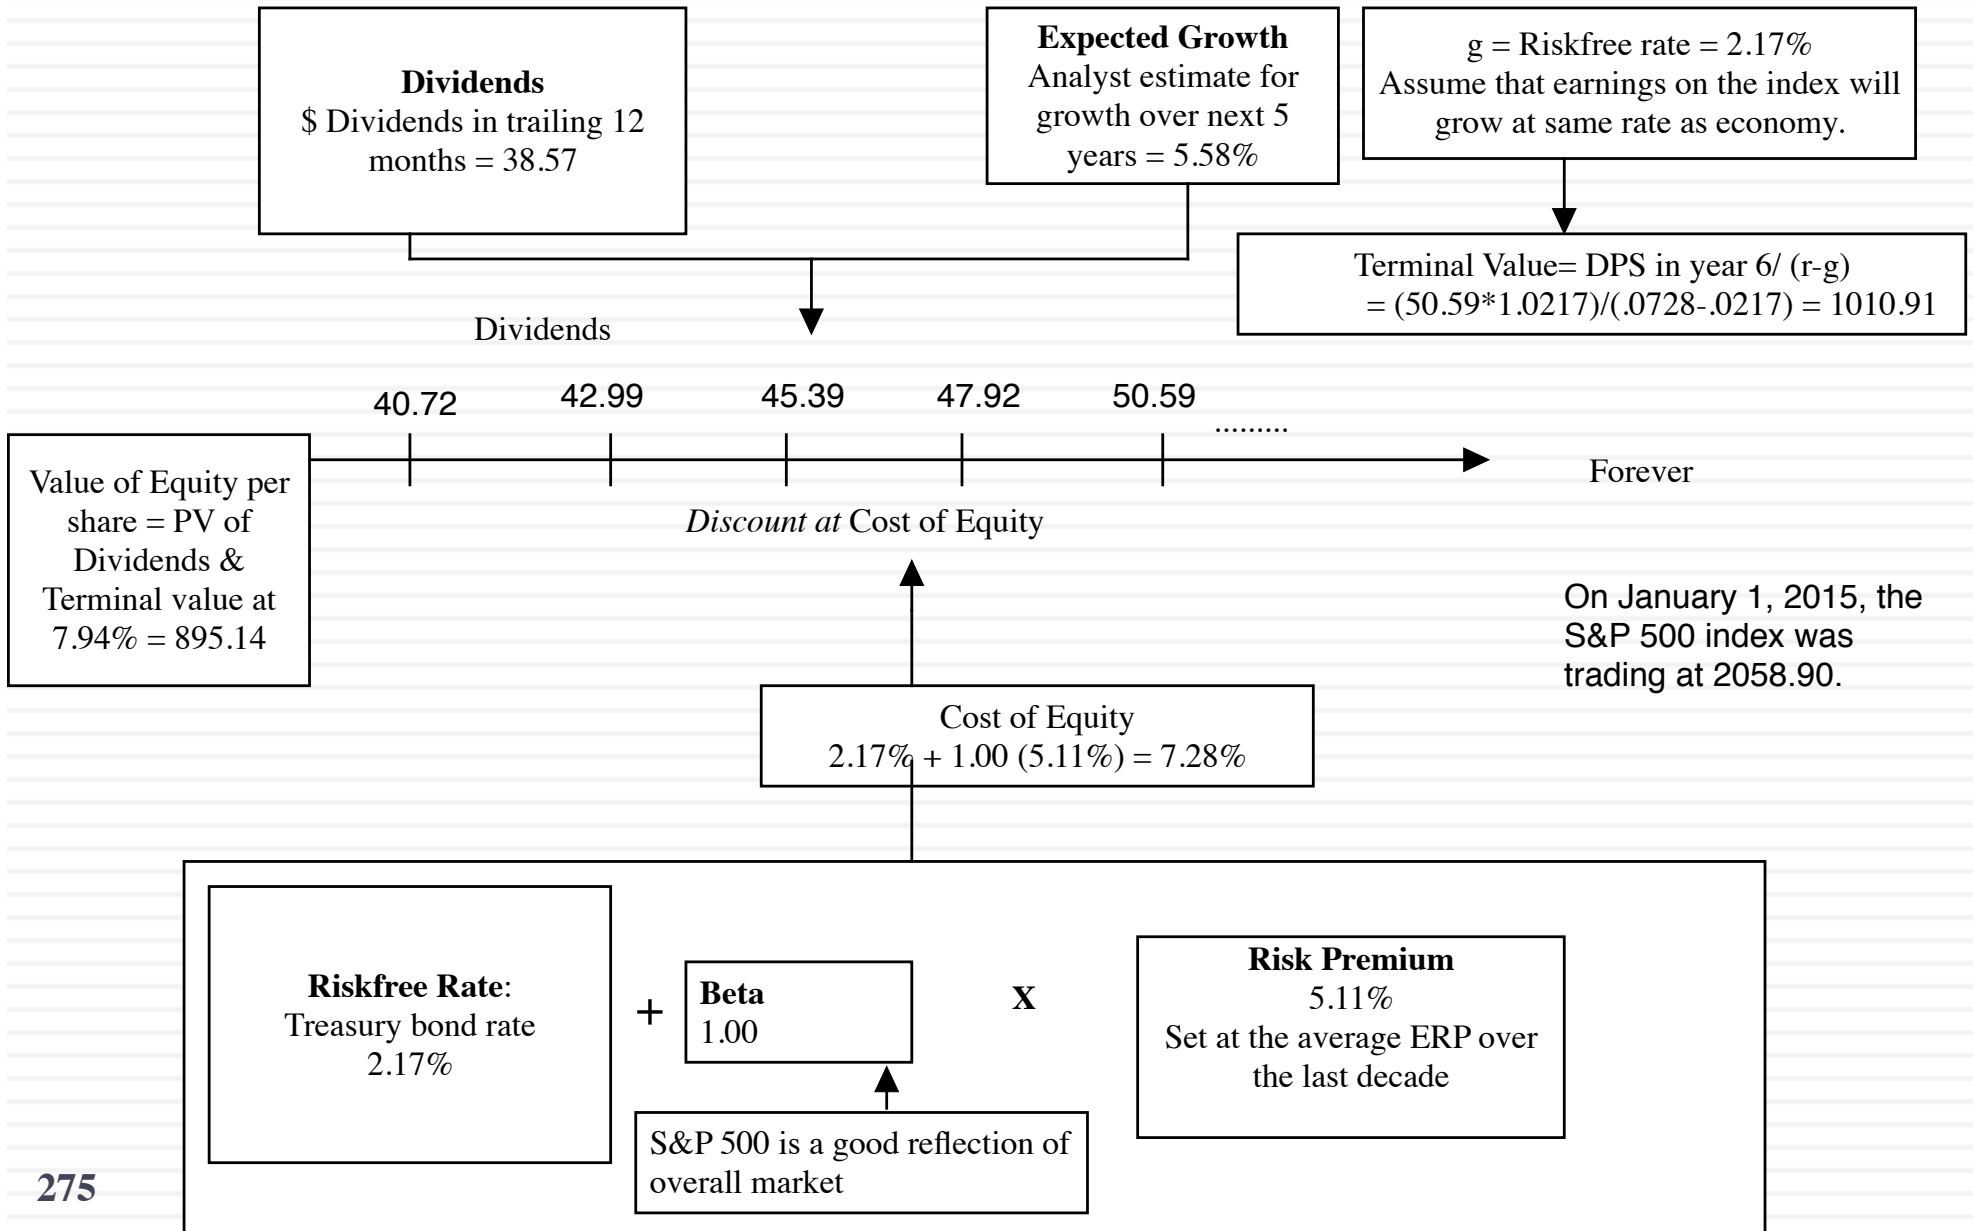 Dividends
$ Dividends in trailing 12
months = 38.57
Expected Growth
Analyst estimate for
growth over next 5
years = 5.58%
g = Riskfree rate = 2.17%
Assume that earnings on the index will
grow at same rate as economy.
Terminal Value= DPS in year 6/ (r-g)
= (50.59*1.0217)/(.0728-.0217) = 1010.91
Dividends
40.72 42.99 45.39 47.92 50.59
.........
Forever
Value of Equity per
share = PV of
Dividends &
Terminal value at
7.94% = 895.14
Discount at Cost of Equity
On January 1, 2015, the
S&P 500 index was
trading at 2058.90.
Cost of Equity
2.17% + 1.00 (5.11%) = 7.28%
Riskfree Rate:
Treasury bond rate
2.17%
+
Beta
1.00
X
Risk Premium
5.11%
Set at the average ERP over
the last decade
S&P 500 is a good reflection of
overall market
275